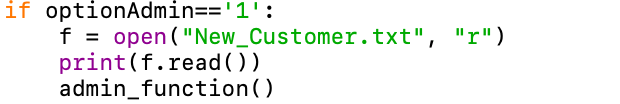 if optionAdmin=='1':
    f = open("New_Customer.txt", "r")
    print(f.read())
    admin_function()